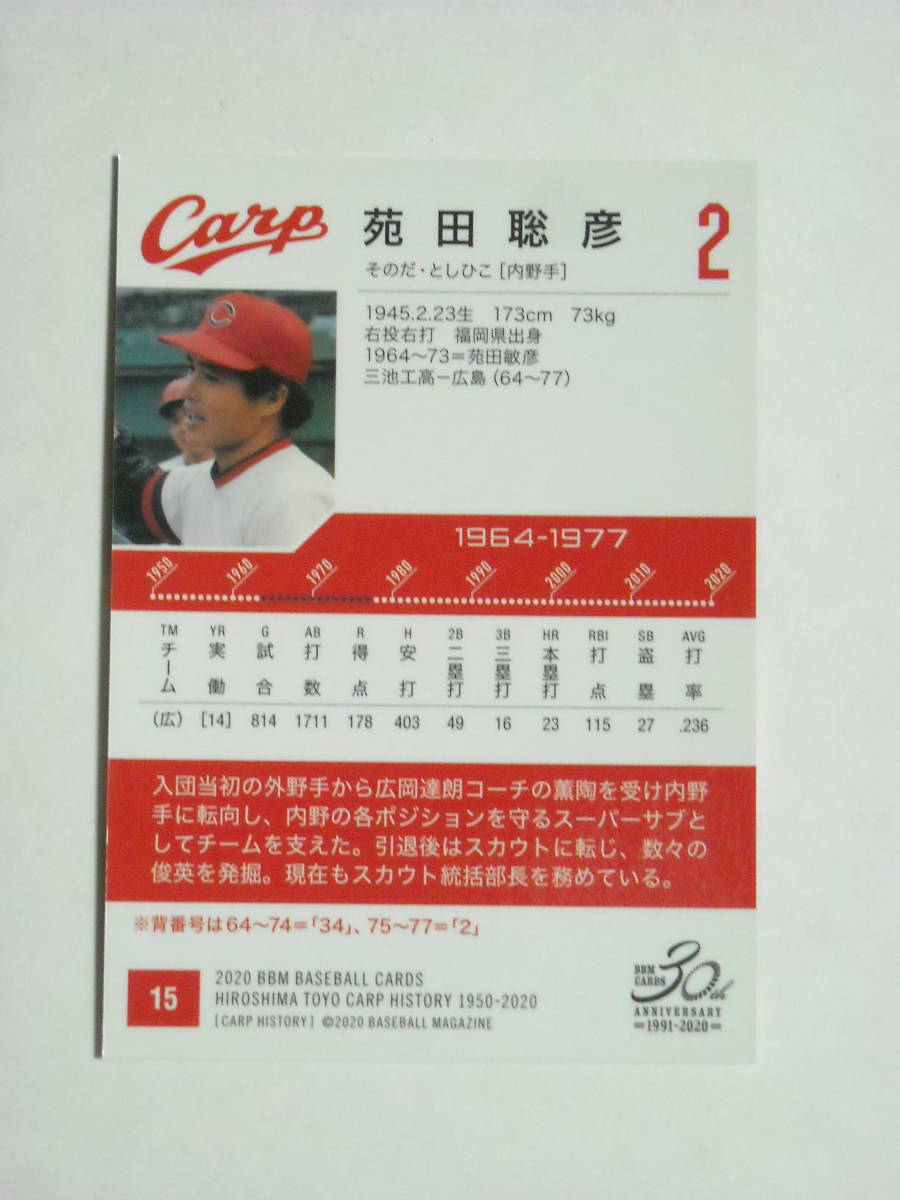 Carp
苑田聡彦
2
そのだ・としひこ[内野手]
1945.2.23生 173cm 73kg
右投右打 福岡県出身
1964～73＝苑田敏彦
三池工高－広島（64～77）
C
1964-1977
1950 1960 1970 1980 1990 2000 2010 2020
TM YR G AB R H 2B 3B HR RBI SB AVG
チーム 実働 試合 打数 得点 安打 二塁打 三塁打 本塁打 打点 盗塁 打率
（広） [14] 814 1711 178 403 49 16 23 115 27 .236
入団当初の外野手から広岡達朗コーチの薫陶を受け内野
手に転向し、内野の各ポジションを守るスーパーサブと
してチームを支えた。引退後はスカウトに転じ、数々の
俊英を発掘。現在もスカウト統括部長を務めている。
※背番号は64～74＝「34」、75～77＝「2」
15
2020 BBM BASEBALL CARDS
HIROSHIMA TOYO CARP HISTORY 1950-2020
[CARP HISTORY] ©2020 BASEBALL MAGAZINE
BBM
CARDS
30th
ANNIVERSARY
1991-2020